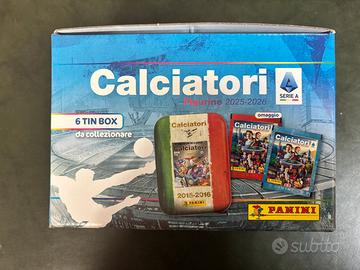 Calciatori
Figurine 2025-2026
SERIE A
6 TIN BOX
da collezionare
Calciatori
2015-2016
PANINI
omaggio
Calciatori
Calciatori
PANINI
subito